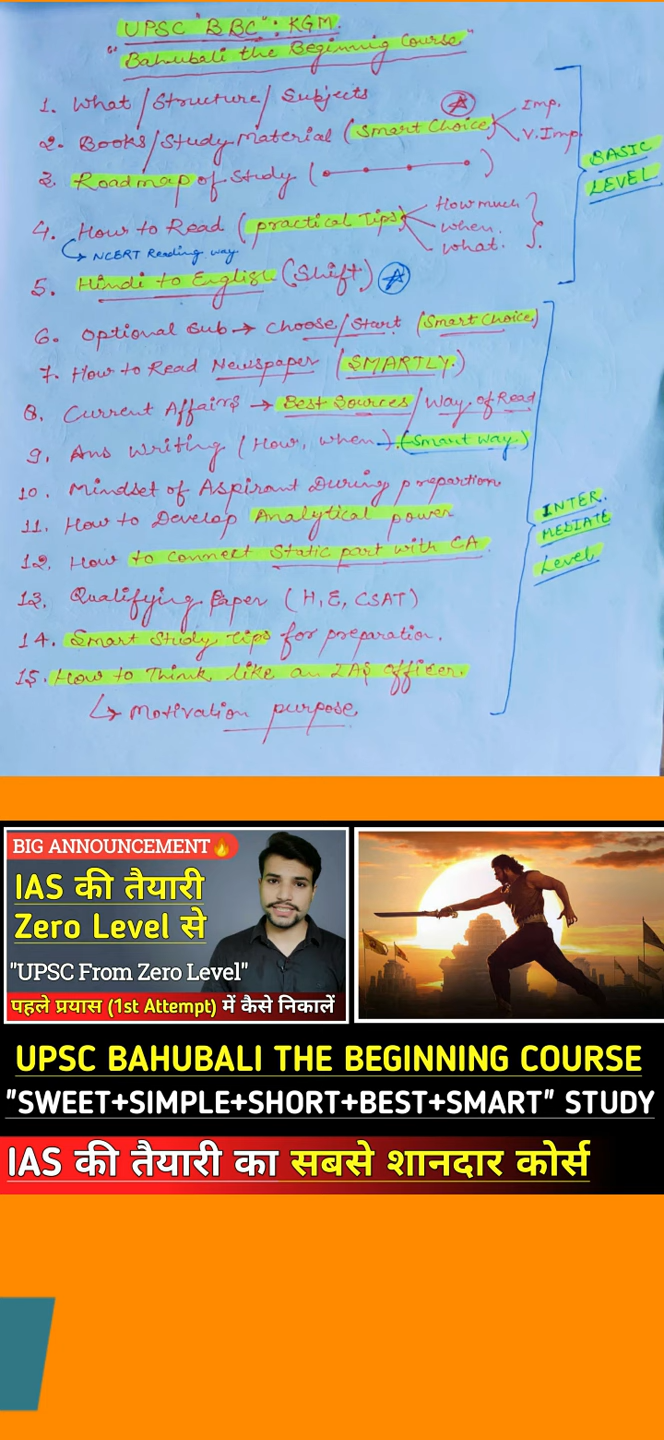 UPSC "BBC": KGM.
"Bahubali the Beginnig Course"
1. What/Structure/Subjects
2. Books/Study Material (Smart Choice) Imp. V.Imp.
3. Roadmap of Study ( )
4. How to Read (practical Tips) How much when. what.
NCERT Reading way
5. Hindi to English (Shift)
BASIC LEVEL
6. Optional Sub → Choose/Start (Smart Choice)
7. How to Read Newspaper (SMARTLY.)
8. Current Affairs → Best Sources/Way of Read
9. Ans Writing (How, when) (Smart way)
10. Mindset of Aspirant During prepartion
11. How to Develop Analytical power
12. How to connect Static part with CA.
13. Qualifying Paper (H, E, CSAT)
14. Smart Study tips for preparation.
15. How to Think like an IAS officer.
↳ Motivation purpose
INTER MEDIATE Level
BIG ANNOUNCEMENT🔥
IAS की तैयारी
Zero Level से
"UPSC From Zero Level"
पहले प्रयास (1st Attempt) में कैसे निकालें
UPSC BAHUBALI THE BEGINNING COURSE
"SWEET+SIMPLE+SHORT+BEST+SMART" STUDY
IAS की तैयारी का सबसे शानदार कोर्स